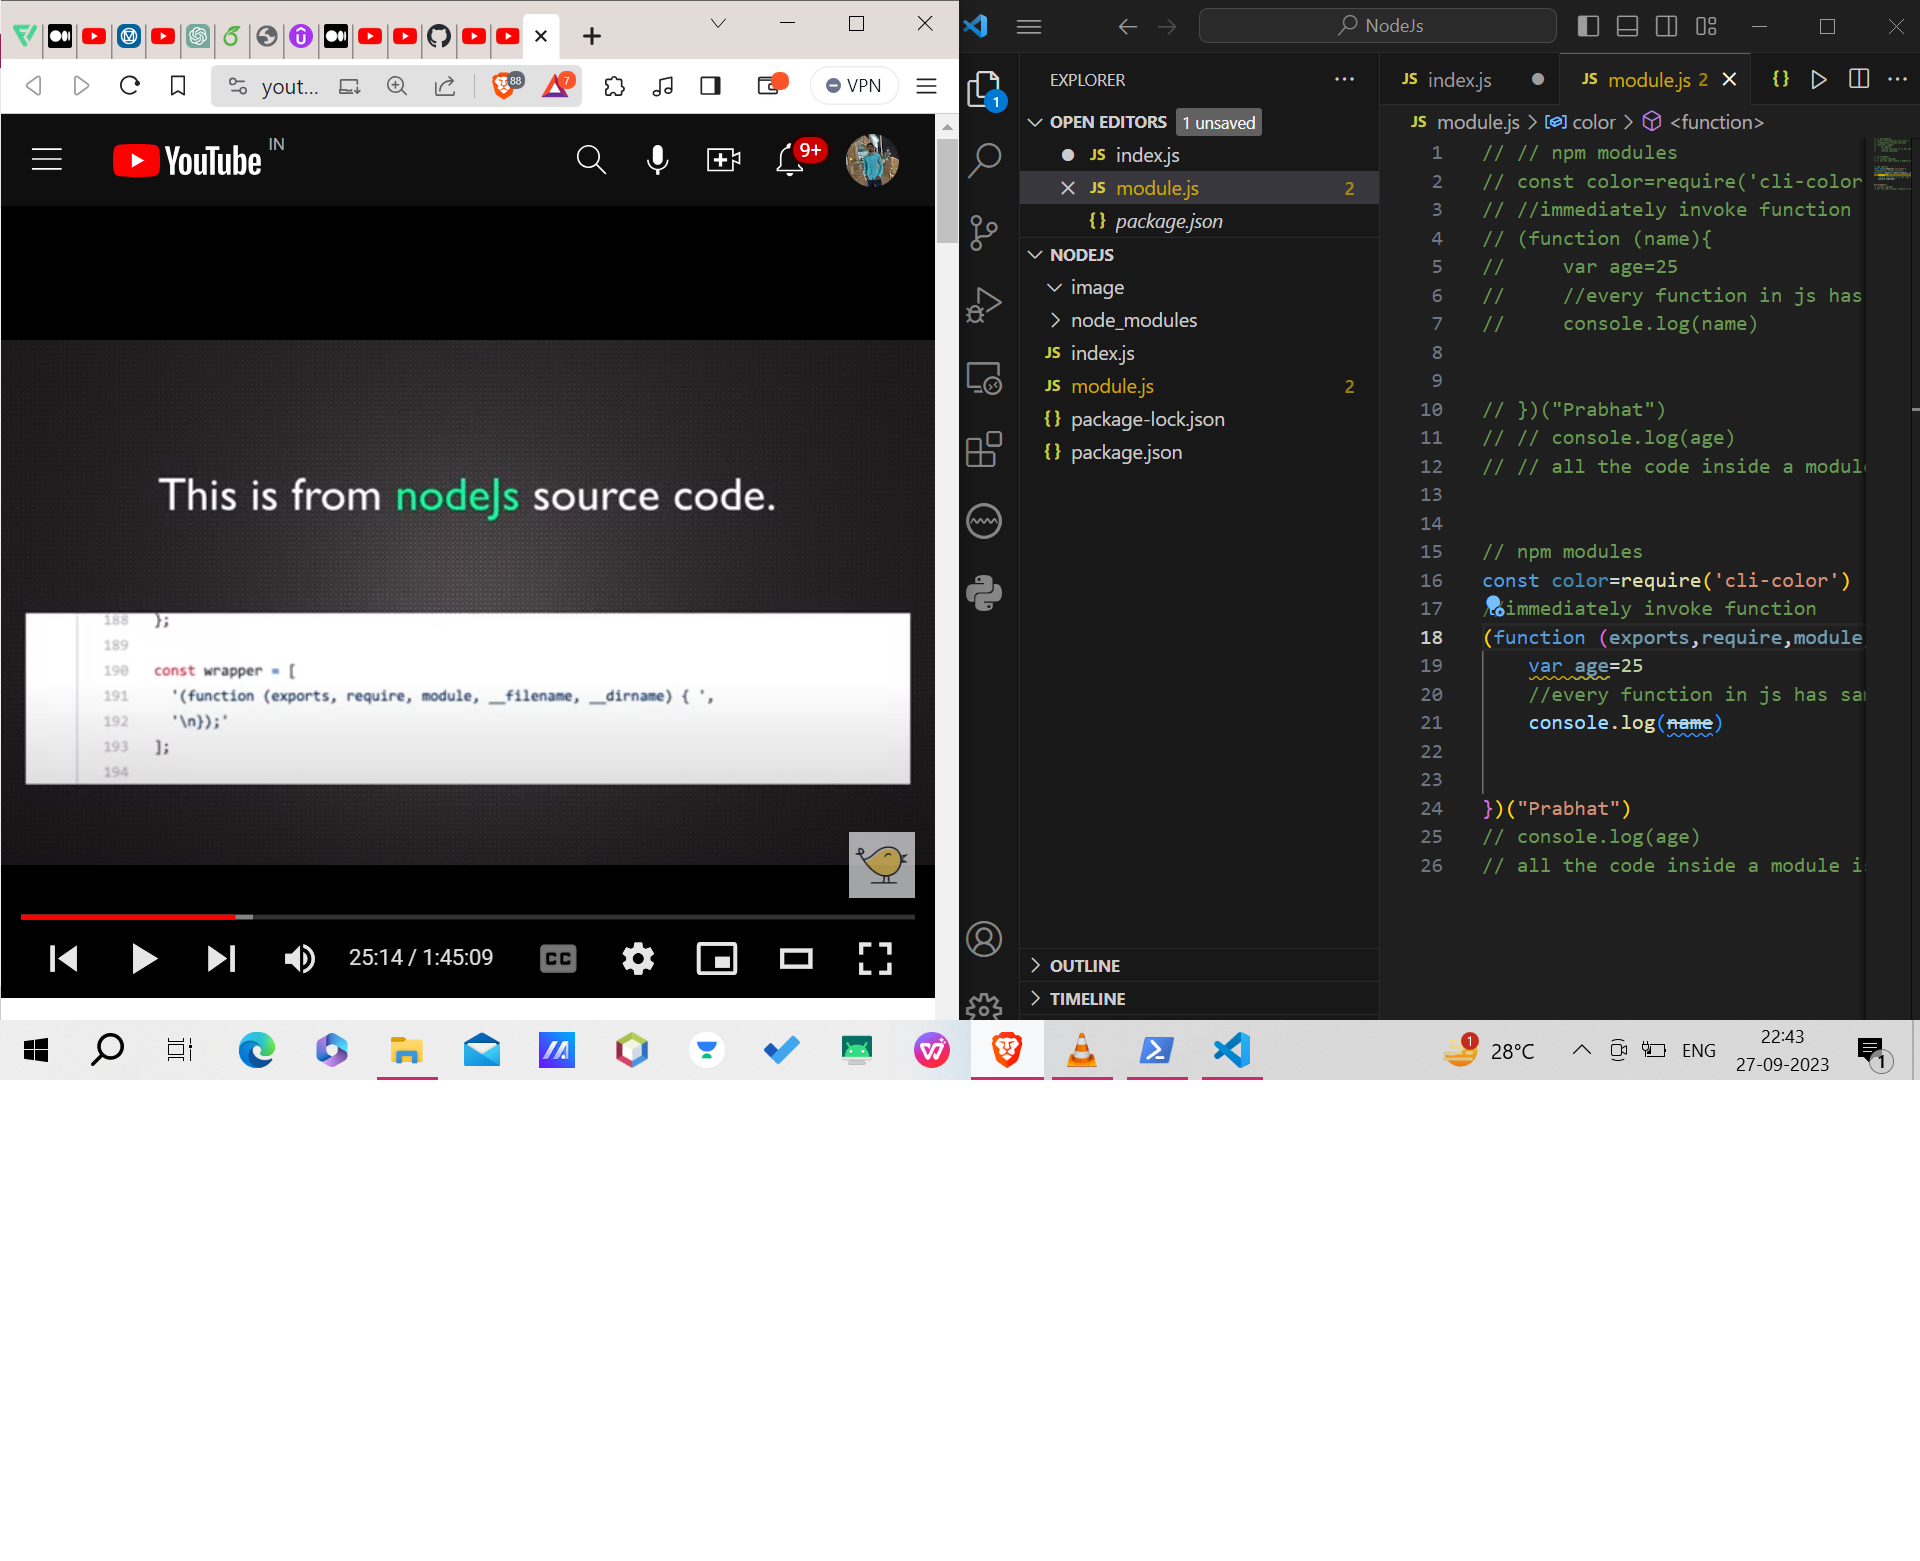 88
7
yout...
VPN
YouTube
IN
9+
This is from nodeJs source code.
188 };
189
190 const wrapper = [
191 '(function (exports, require, module, __filename, __dirname) { ',
192 '\n});'
193 ];
194
25:14 / 1:45:09
CC
NodeJs
1
EXPLORER
OPEN EDITORS 1 unsaved
JS index.js
JS module.js 2
{} package.json
NODEJS
image
node_modules
JS index.js
JS module.js 2
{} package-lock.json
{} package.json
OUTLINE
TIMELINE
JS index.js
JS module.js 2
{}
JS module.js > color > <function>
1 // // npm modules
2 // const color=require('cli-color
3 // //immediately invoke function
4 // (function (name){
5 // var age=25
6 // //every function in js has
7 // console.log(name)
8
9
10 // })("Prabhat")
11 // // console.log(age)
12 // // all the code inside a modul
13
14
15 // npm modules
16 const color=require('cli-color')
17 //immediately invoke function
18 (function (exports,require,module,
19 var age=25
20 //every function in js has sa
21 console.log(name)
22
23
24 })("Prabhat")
25 // console.log(age)
26 // all the code inside a module i
1
28°C
ENG
22:43
27-09-2023
1